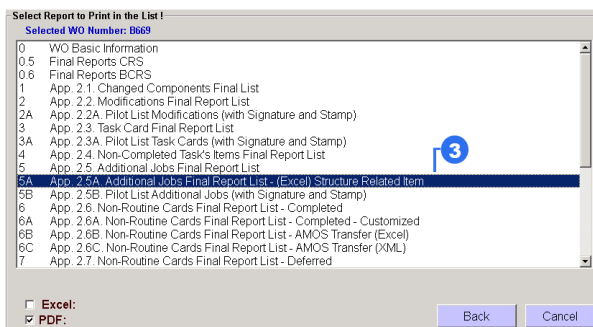 Select Report to Print in the List !
Selected WO Number: B669
0 WO Basic Information
0.5 Final Reports CRS
0.6 Final Reports BCRS
1 App. 2.1. Changed Components Final List
2 App. 2.2. Modifications Final Report List
2A App. 2.2A. Pilot List Modifications (with Signature and Stamp)
3 App. 2.3. Task Card Final Report List
3A App. 2.3A. Pilot List Task Cards (with Signature and Stamp)
4 App. 2.4. Non-Completed Task's Items Final Report List
5 App. 2.5. Additional Jobs Final Report List
3
5A App. 2.5A. Additional Jobs Final Report List - (Excel) Structure Related Item
5B App. 2.5B. Pilot List Additional Jobs (with Signature and Stamp)
6 App. 2.6. Non-Routine Cards Final Report List - Completed
6A App. 2.6A. Non-Routine Cards Final Report List - Completed - Customized
6B App. 2.6B. Non-Routine Cards Final Report List - AMOS Transfer (Excel)
6C App. 2.6C. Non-Routine Cards Final Report List - AMOS Transfer (XML)
7 App. 2.7. Non-Routine Cards Final Report List - Deferred
Excel:
PDF:
Back Cancel